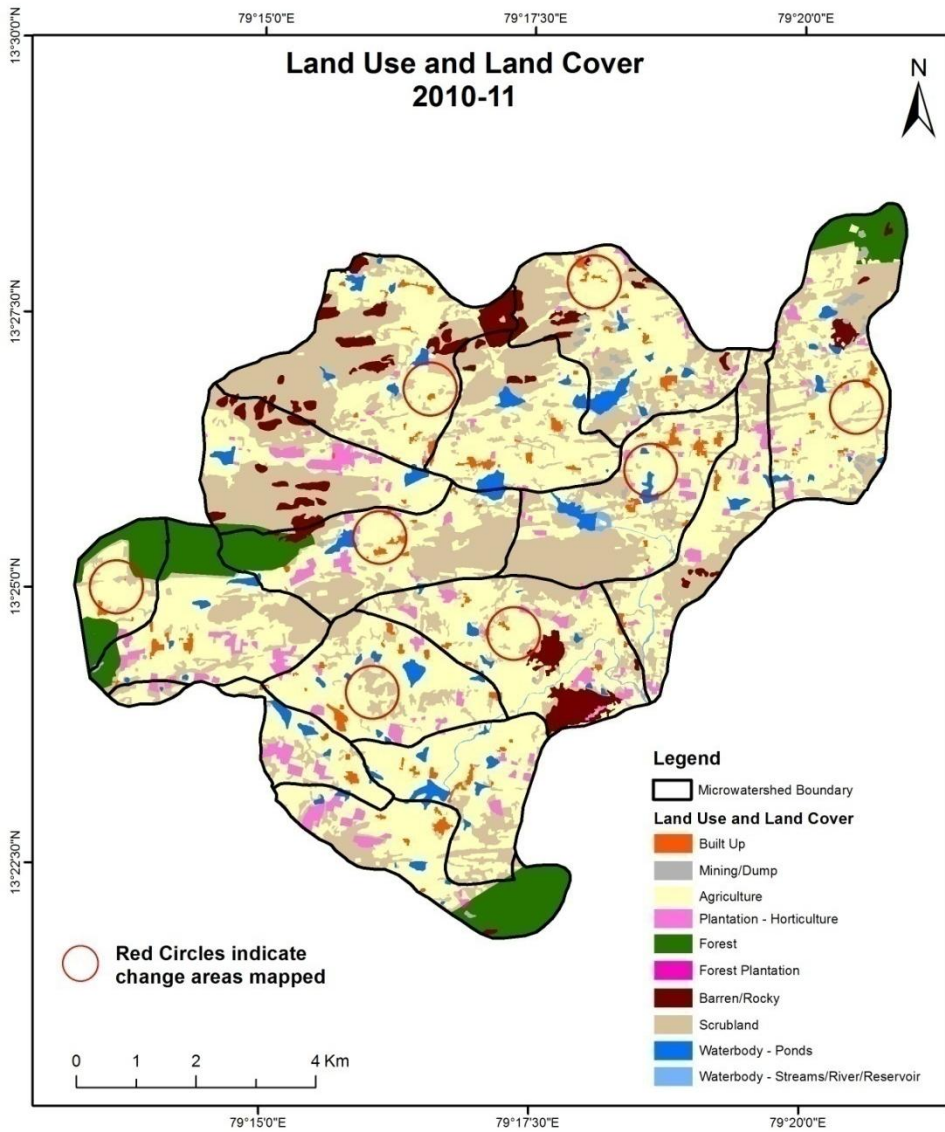 79°15'0"E 79°17'30"E 79°20'0"E
13°30'0"N
Land Use and Land Cover
2010-11
N
13°27'30"N
13°25'0"N
13°22'30"N
Legend
Microwatershed Boundary
Land Use and Land Cover
Built Up
Mining/Dump
Agriculture
Plantation - Horticulture
Forest
Forest Plantation
Barren/Rocky
Scrubland
Waterbody - Ponds
Waterbody - Streams/River/Reservoir
Red Circles indicate
change areas mapped
0 1 2 4 Km
79°15'0"E 79°17'30"E 79°20'0"E